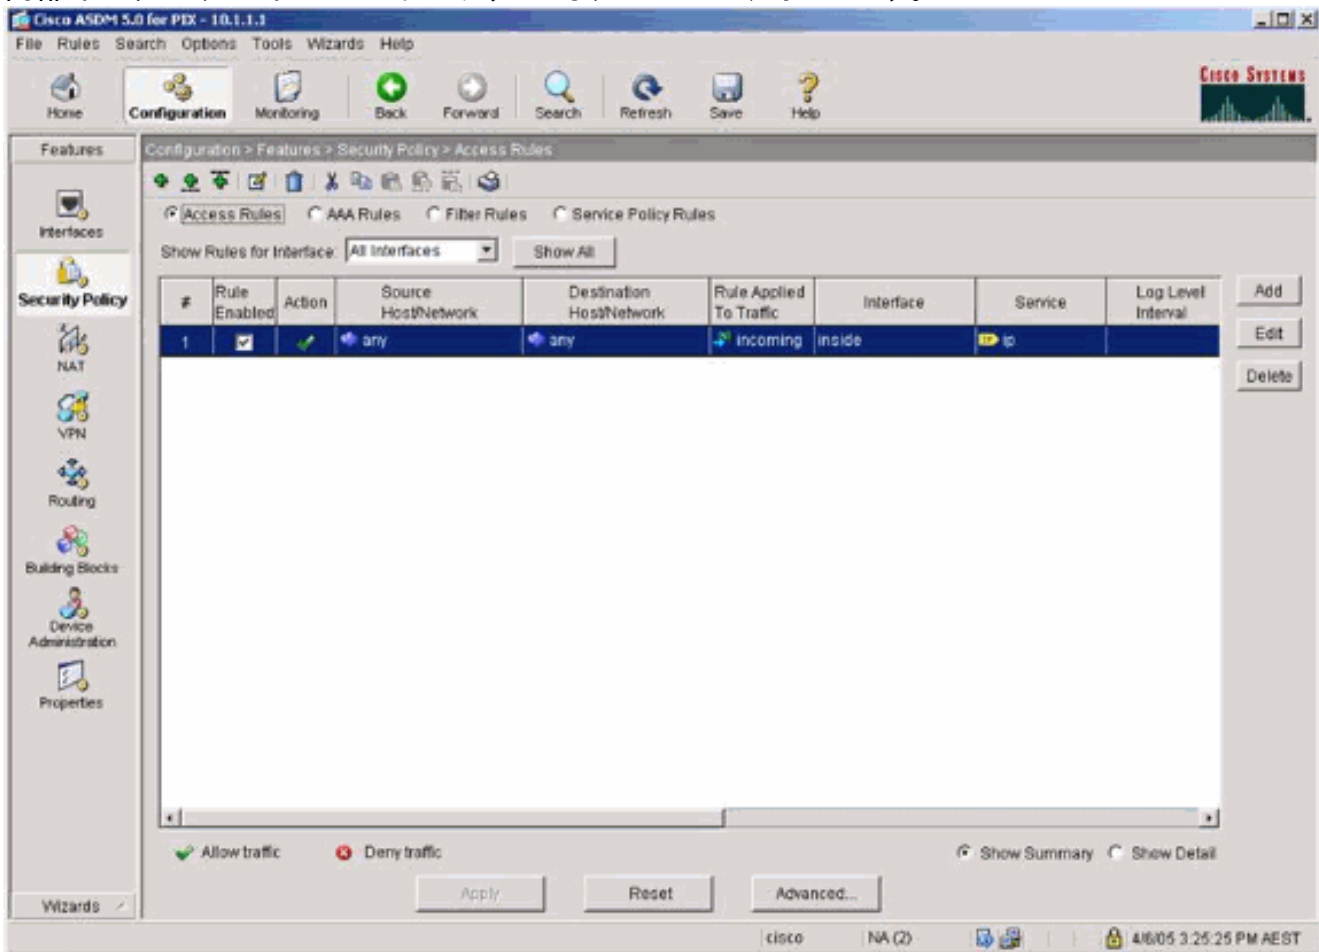 Cisco ASDM 5.0 for PIX - 10.1.1.1
File Rules Search Options Tools Wizards Help
Home Configuration Monitoring Back Forward Search Refresh Save Help
CISCO SYSTEMS
Features
Configuration > Features > Security Policy > Access Rules
Interfaces
Security Policy
NAT
VPN
Routing
Building Blocks
Device Administration
Properties
Wizards
Access Rules AAA Rules Filter Rules Service Policy Rules
Show Rules for Interface: All Interfaces Show All
# Rule Enabled Action Source Host/Network Destination Host/Network Rule Applied To Traffic Interface Service Log Level Interval
1 any any incoming inside IP ip
Add
Edit
Delete
Allow traffic Deny traffic Show Summary Show Detail
Apply Reset Advanced...
cisco NA (2) 4/6/05 3:25:25 PM AEST